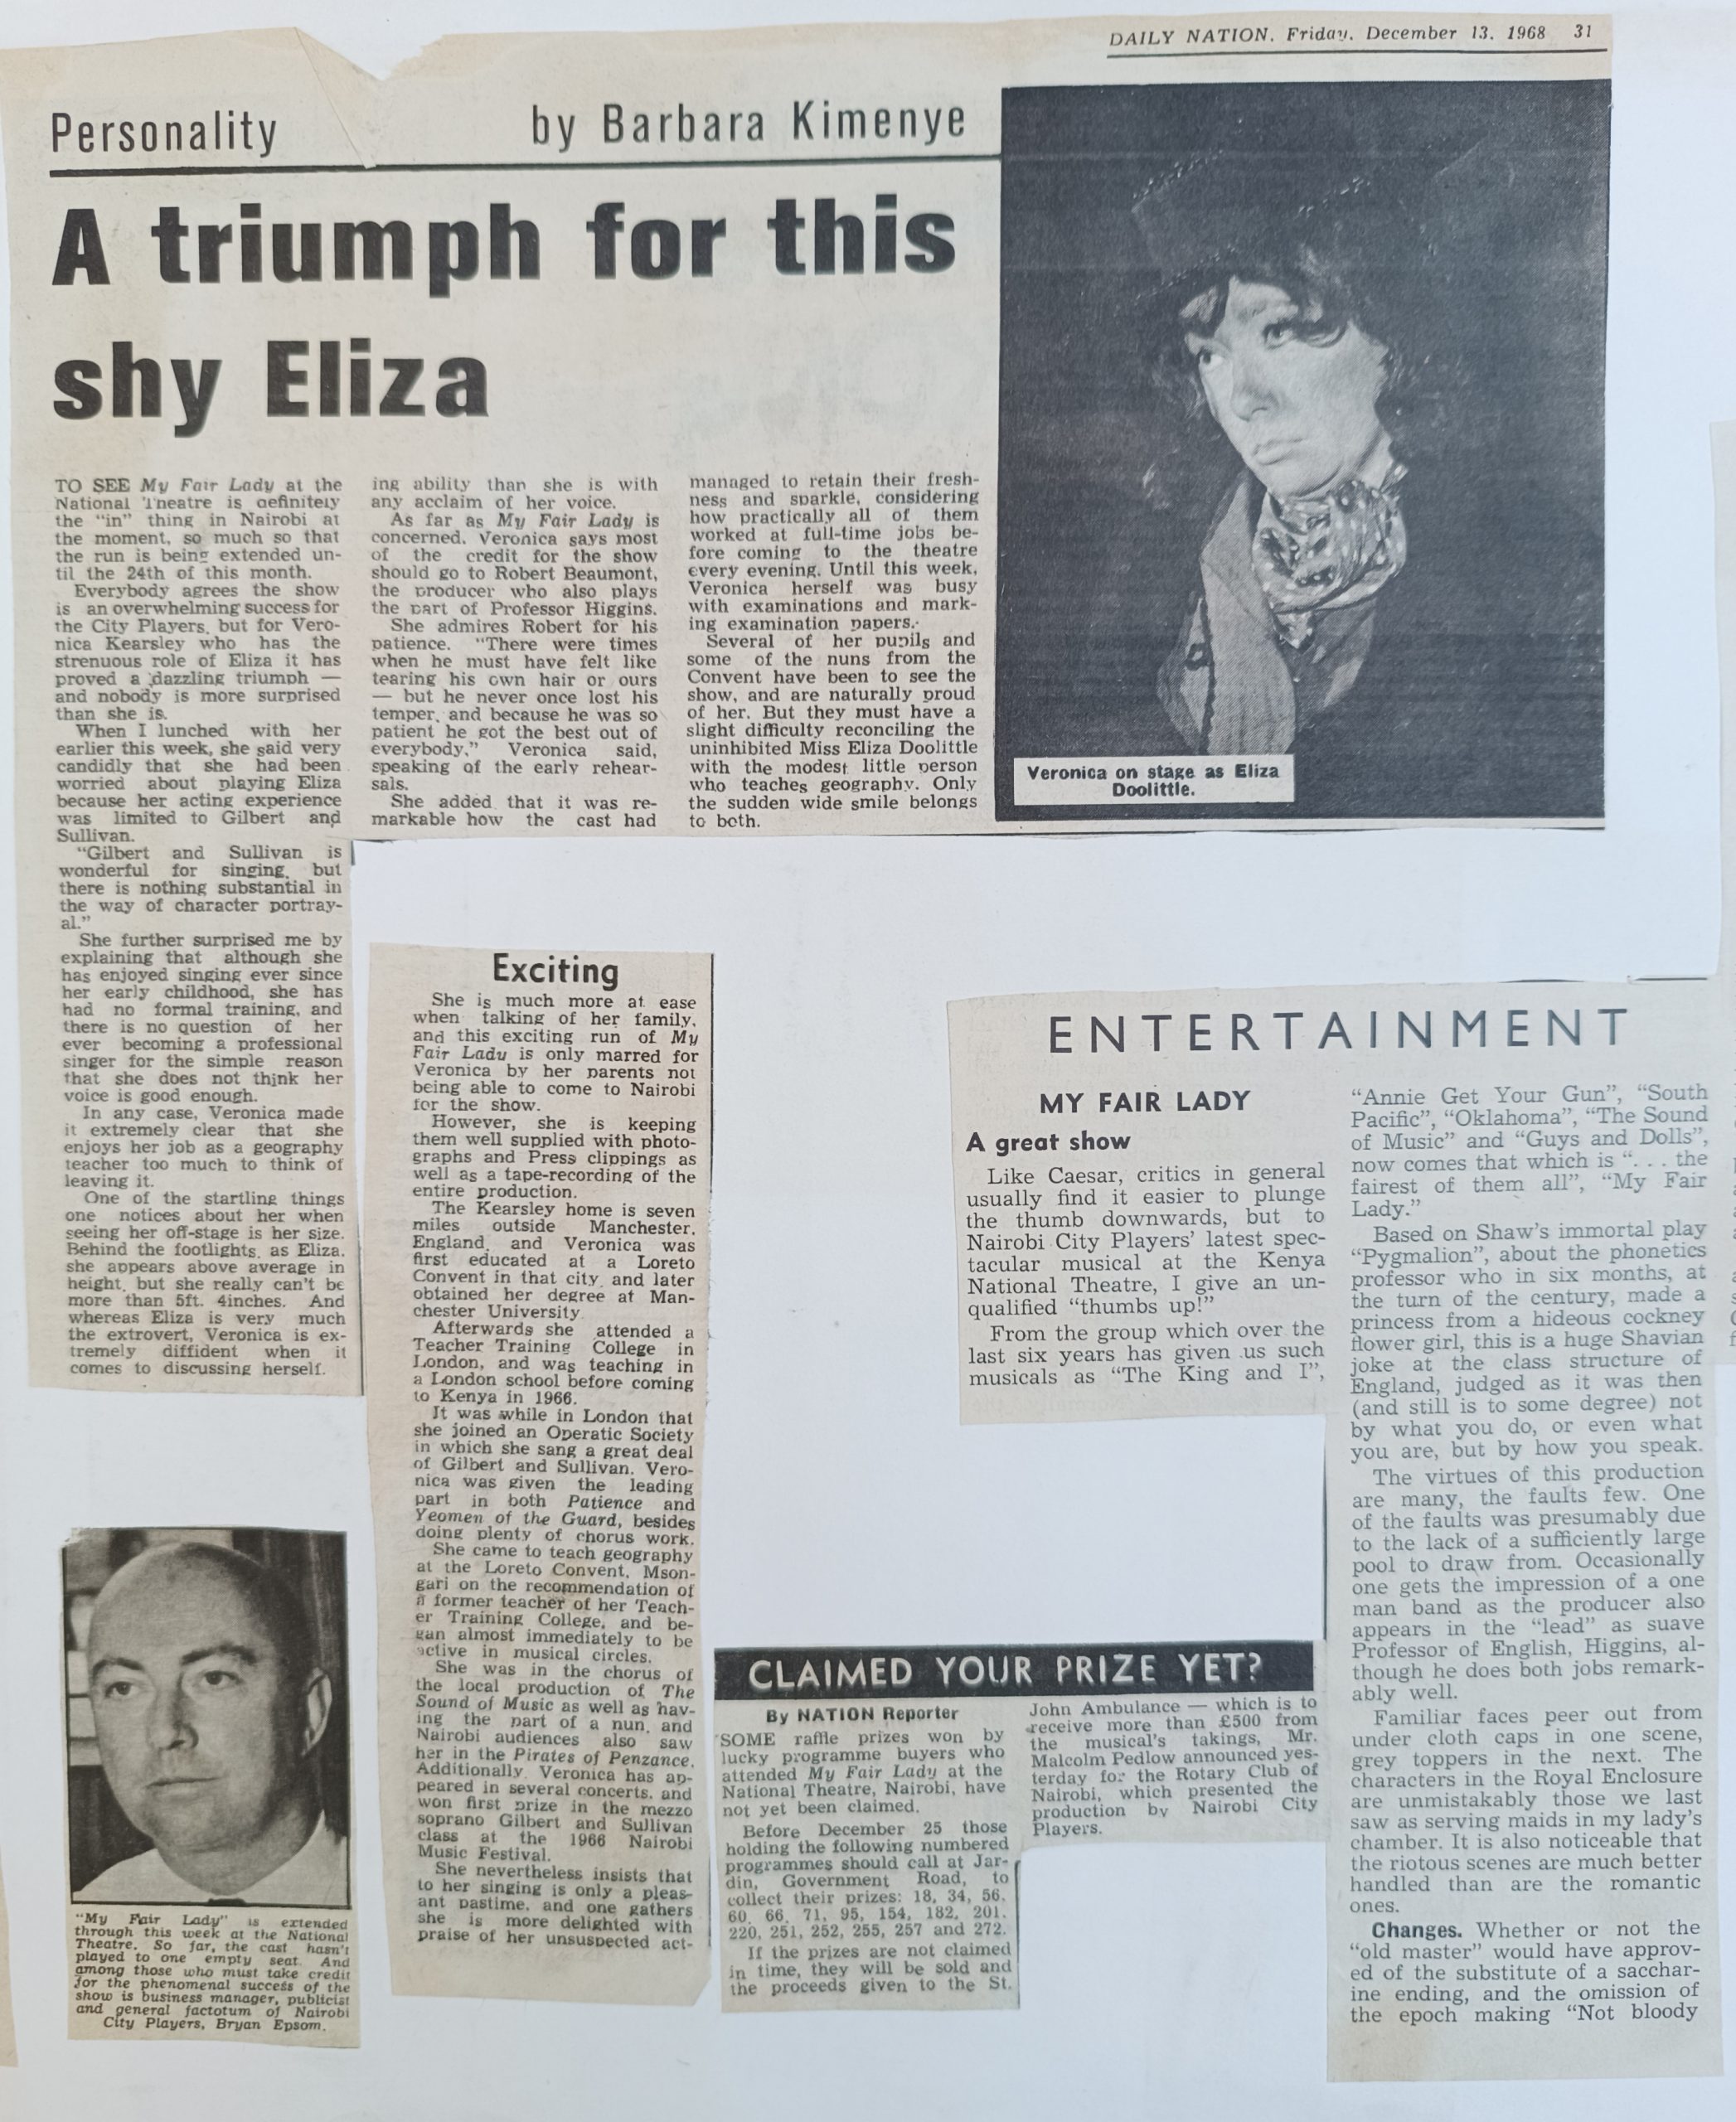 DAILY NATION, Friday, December 13, 1968 31
Personality by Barbara Kimenye
A triumph for this
shy Eliza
TO SEE My Fair Lady at the
National Theatre is definitely
the "in" thing in Nairobi at
the moment, so much so that
the run is being extended un-
til the 24th of this month.
Everybody agrees the show
is an overwhelming success for
the City Players, but for Vero-
nica Kearsley who has the
strenuous role of Eliza it has
proved a dazzling triumph —
and nobody is more surprised
than she is.
When I lunched with her
earlier this week, she said very
candidly that she had been
worried about playing Eliza
because her acting experience
was limited to Gilbert and
Sullivan.
"Gilbert and Sullivan is
wonderful for singing, but
there is nothing substantial in
the way of character portray-
al."
She further surprised me by
explaining that although she
has enjoyed singing ever since
her early childhood, she has
had no formal training, and
there is no question of her
ever becoming a professional
singer for the simple reason
that she does not think her
voice is good enough.
In any case, Veronica made
it extremely clear that she
enjoys her job as a geography
teacher too much to think of
leaving it.
One of the startling things
one notices about her when
seeing her off-stage is her size.
Behind the footlights, as Eliza,
she appears above average in
height, but she really can't be
more than 5ft. 4inches. And
whereas Eliza is very much
the extrovert, Veronica is ex-
tremely diffident when it
comes to discussing herself.
Exciting
She is much more at ease
when talking of her family,
and this exciting run of My
Fair Lady is only marred for
Veronica by her parents not
being able to come to Nairobi
for the show.
However, she is keeping
them well supplied with photo-
graphs and Press clippings as
well as a tape-recording of the
entire production.
The Kearsley home is seven
miles outside Manchester,
England, and Veronica was
first educated at a Loreto
Convent in that city and later
obtained her degree at Man-
chester University.
Afterwards she attended a
Teacher Training College in
London, and was teaching in
a London school before coming
to Kenya in 1966.
It was while in London that
she joined an Operatic Society
in which she sang a great deal
of Gilbert and Sullivan. Vero-
nica was given the leading
part in both Patience and
Yeomen of the Guard, besides
doing plenty of chorus work.
She came to teach geography
at the Loreto Convent, Mson-
gari on the recommendation of
a former teacher of her Teach-
er Training College, and be-
gan almost immediately to be
active in musical circles.
She was in the chorus of
the local production of The
Sound of Music as well as hav-
ing the part of a nun, and
Nairobi audiences also saw
her in the Pirates of Penzance.
Additionally, Veronica has ap-
peared in several concerts, and
won first prize in the mezzo
soprano Gilbert and Sullivan
class at the 1966 Nairobi
Music Festival.
She nevertheless insists that
to her singing is only a pleas-
ant pastime, and one gathers
she is more delighted with
praise of her unsuspected act-
ing ability than she is with
any acclaim of her voice.
As far as My Fair Lady is
concerned, Veronica says most
of the credit for the show
should go to Robert Beaumont,
the producer who also plays
the part of Professor Higgins.
She admires Robert for his
patience. "There were times
when he must have felt like
tearing his own hair or ours
— but he never once lost his
temper, and because he was so
patient he got the best out of
everybody," Veronica said,
speaking of the early rehear-
sals.
She added that it was re-
markable how the cast had
managed to retain their fresh-
ness and sparkle, considering
how practically all of them
worked at full-time jobs be-
fore coming to the theatre
every evening. Until this week,
Veronica herself was busy
with examinations and mark-
ing examination papers.
Several of her pupils and
some of the nuns from the
Convent have been to see the
show, and are naturally proud
of her. But they must have a
slight difficulty reconciling the
uninhibited Miss Eliza Doolittle
with the modest little person
who teaches geography. Only
the sudden wide smile belongs
to both.
Veronica on stage as Eliza
Doolittle.
"My Fair Lady" is extended
through this week at the National
Theatre. So far, the cast hasn't
played to one empty seat. And
among those who must take credit
for the phenomenal success of the
show is business manager, publicist
and general factotum of Nairobi
City Players, Bryan Epsom.
CLAIMED YOUR PRIZE YET?
By NATION Reporter
SOME raffle prizes won by
lucky programme buyers who
attended My Fair Lady at the
National Theatre, Nairobi, have
not yet been claimed.
Before December 25 those
holding the following numbered
programmes should call at Jar-
din, Government Road, to
collect their prizes: 18, 34, 56,
60, 66, 71, 95, 154, 182, 201,
220, 251, 252, 255, 257 and 272.
If the prizes are not claimed
in time, they will be sold and
the proceeds given to the St.
John Ambulance — which is to
receive more than £500 from
the musical's takings, Mr.
Malcolm Pedlow announced yes-
terday for the Rotary Club of
Nairobi, which presented the
production by Nairobi City
Players.
ENTERTAINMENT
MY FAIR LADY
A great show
Like Caesar, critics in general
usually find it easier to plunge
the thumb downwards, but to
Nairobi City Players' latest spec-
tacular musical at the Kenya
National Theatre, I give an un-
qualified "thumbs up!"
From the group which over the
last six years has given us such
musicals as "The King and I",
"Annie Get Your Gun", "South
Pacific", "Oklahoma", "The Sound
of Music" and "Guys and Dolls",
now comes that which is ". . . the
fairest of them all", "My Fair
Lady."
Based on Shaw's immortal play
"Pygmalion", about the phonetics
professor who in six months, at
the turn of the century, made a
princess from a hideous cockney
flower girl, this is a huge Shavian
joke at the class structure of
England, judged as it was then
(and still is to some degree) not
by what you do, or even what
you are, but by how you speak.
The virtues of this production
are many, the faults few. One
of the faults was presumably due
to the lack of a sufficiently large
pool to draw from. Occasionally
one gets the impression of a one
man band as the producer also
appears in the "lead" as suave
Professor of English, Higgins, al-
though he does both jobs remark-
ably well.
Familiar faces peer out from
under cloth caps in one scene,
grey toppers in the next. The
characters in the Royal Enclosure
are unmistakably those we last
saw as serving maids in my lady's
chamber. It is also noticeable that
the riotous scenes are much better
handled than are the romantic
ones.
Changes. Whether or not the
"old master" would have approv-
ed of the substitute of a sacchar-
ine ending, and the omission of
the epoch making "Not bloody